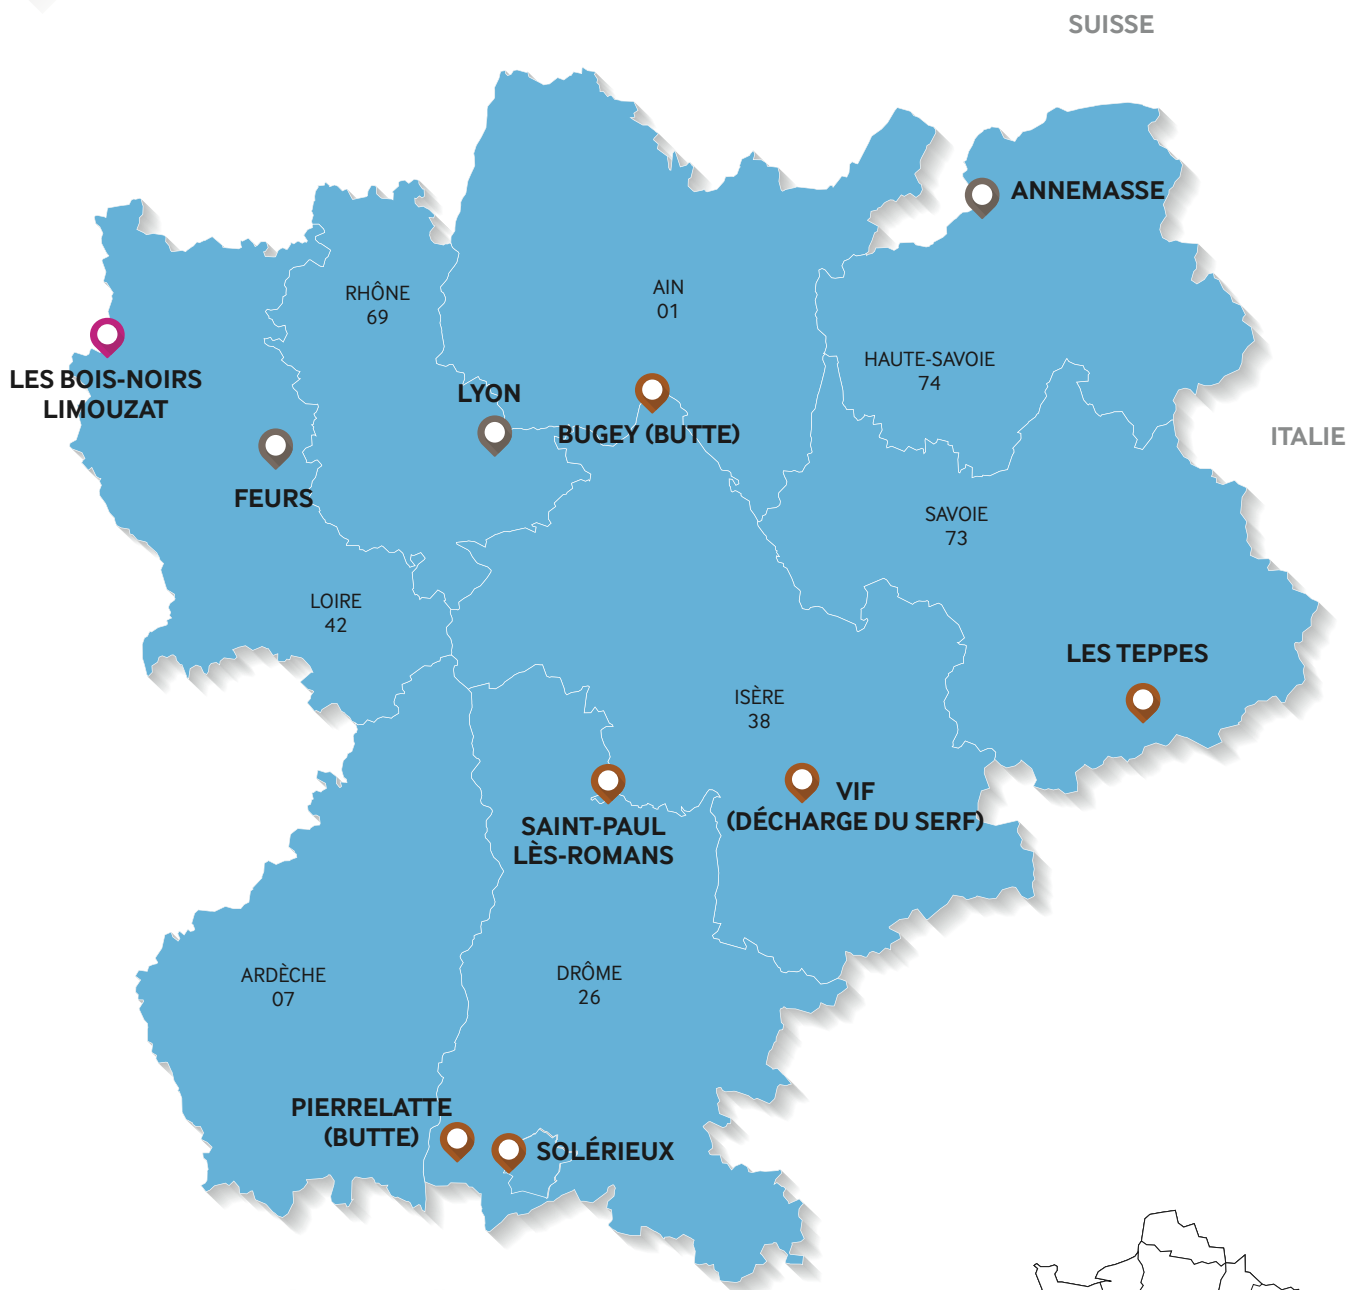 SUISSE
ANNEMASSE
AIN
01
RHÔNE
69
HAUTE-SAVOIE
74
LES BOIS-NOIRS
LIMOUZAT
LYON
BUGEY (BUTTE)
ITALIE
FEURS
SAVOIE
73
LOIRE
42
LES TEPPES
ISÈRE
38
VIF
(DÉCHARGE DU SERF)
SAINT-PAUL
LÈS-ROMANS
ARDÈCHE
07
DRÔME
26
PIERRELATTE
(BUTTE)
SOLÉRIEUX